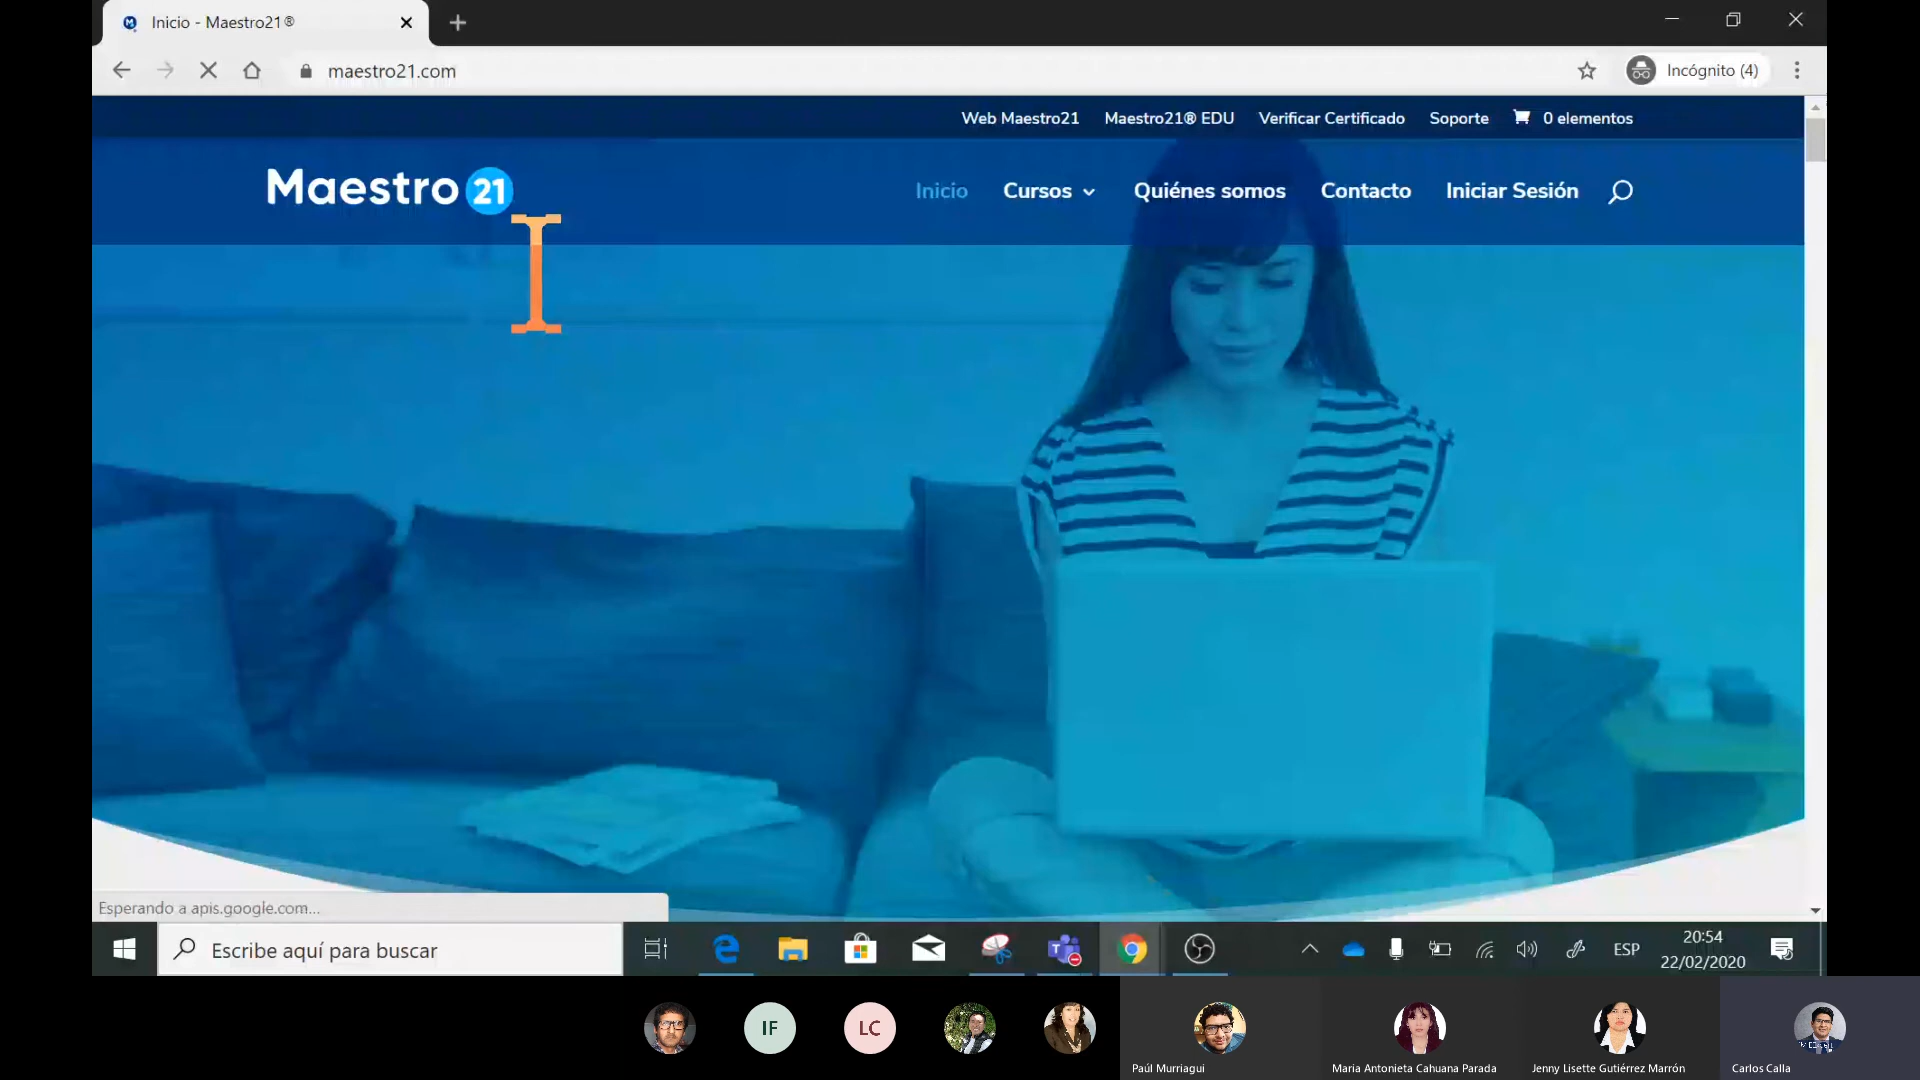 Inicio - Maestro21®
maestro21.com
Incógnito (4)
Web Maestro21 Maestro21® EDU Verificar Certificado Soporte 0 elementos
Maestro 21
Inicio Cursos Quiénes somos Contacto Iniciar Sesión
Esperando a apis.google.com...
Escribe aquí para buscar
ESP
20:54
22/02/2020
IF
LC
Paúl Murriagui
Maria Antonieta Cahuana Parada
Jenny Lisette Gutiérrez Marrón
Carlos Calla